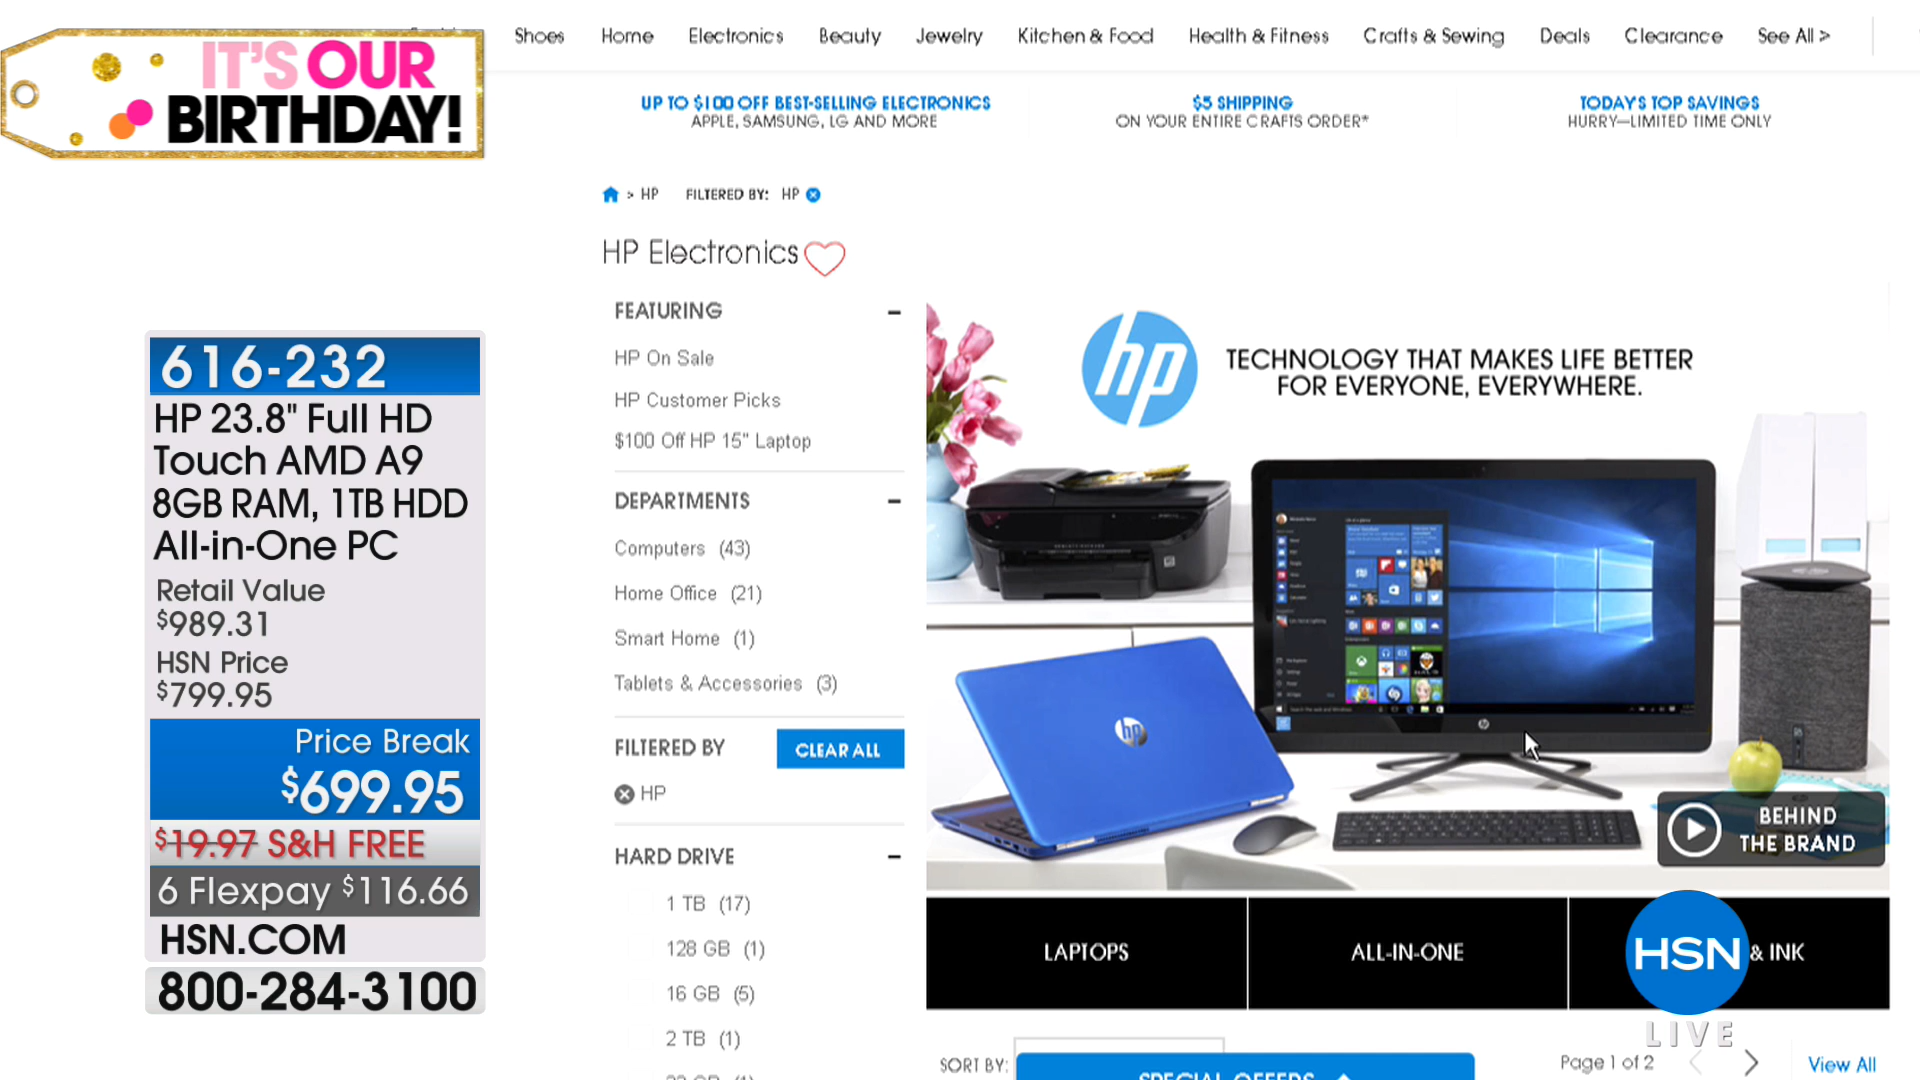 IT'S OUR
BIRTHDAY!
Shoes Home Electronics Beauty Jewelry Kitchen & Food Health & Fitness Crafts & Sewing Deals Clearance See All >
UP TO $100 OFF BEST-SELLING ELECTRONICS
APPLE, SAMSUNG, LG AND MORE
$5 SHIPPING
ON YOUR ENTIRE CRAFTS ORDER*
TODAY'S TOP SAVINGS
HURRY—LIMITED TIME ONLY
> HP FILTERED BY: HP
HP Electronics
616-232
HP 23.8" Full HD
Touch AMD A9
8GB RAM, 1TB HDD
All-in-One PC
Retail Value
$989.31
HSN Price
$799.95
Price Break
$699.95
$19.97 S&H FREE
6 Flexpay $116.66
HSN.COM
800-284-3100
FEATURING
HP On Sale
HP Customer Picks
$100 Off HP 15" Laptop
DEPARTMENTS
Computers (43)
Home Office (21)
Smart Home (1)
Tablets & Accessories (3)
FILTERED BY CLEAR ALL
HP
HARD DRIVE
1 TB (17)
128 GB (1)
16 GB (5)
2 TB (1)
hp
TECHNOLOGY THAT MAKES LIFE BETTER
FOR EVERYONE, EVERYWHERE.
hp
BEHIND
THE BRAND
LAPTOPS ALL-IN-ONE & INK
HSN
LIVE
SORT BY:
SPECIAL OFFERS
Page 1 of 2 View All